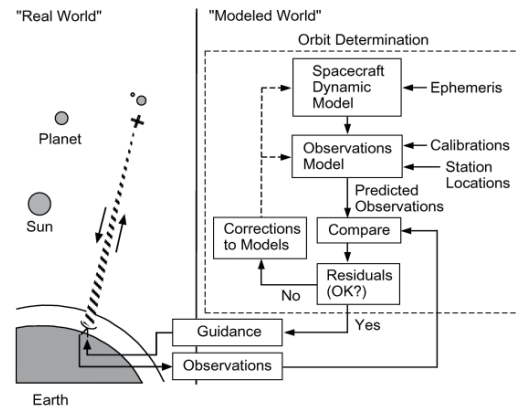 "Real World"
"Modeled World"
Orbit Determination
Spacecraft
Dynamic
Model
Ephemeris
Planet
Observations
Model
Calibrations
Station
Locations
Predicted
Observations
Sun
Corrections
to Models
Compare
Residuals
(OK?)
No
Yes
Guidance
Observations
Earth